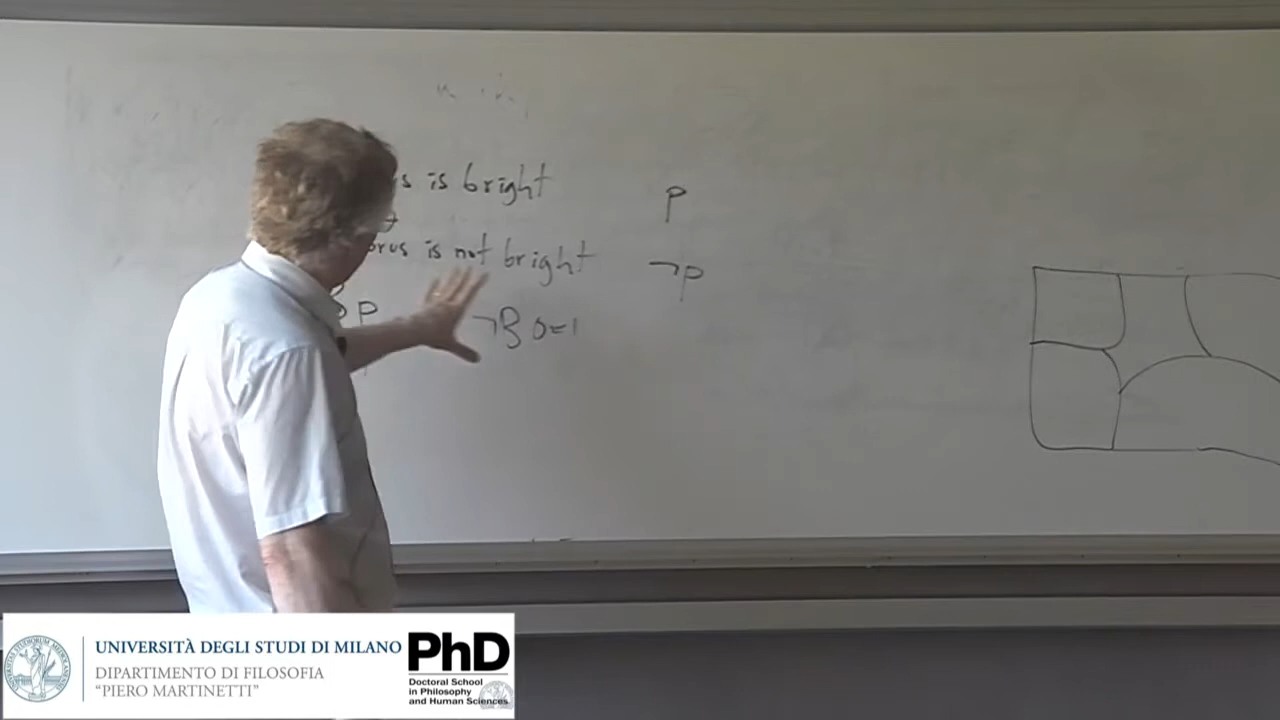 is bright p
is not bright ¬p
p ¬B 0=1
UNIVERSITÀ DEGLI STUDI DI MILANO
DIPARTIMENTO DI FILOSOFIA
"PIERO MARTINETTI"
PhD
Doctoral School
in Philosophy
and Human Sciences